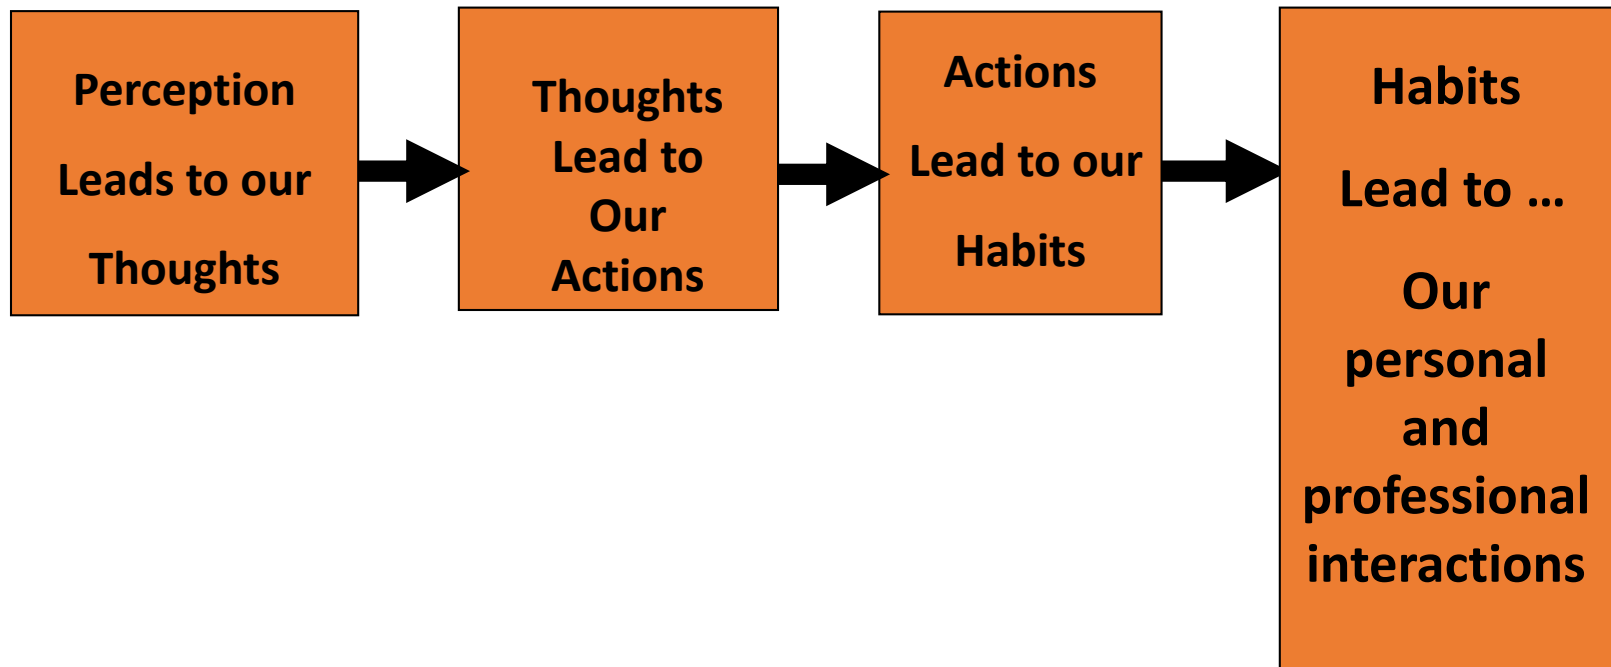 Perception
Leads to our
Thoughts
Thoughts
Lead to
Our
Actions
Actions
Lead to our
Habits
Habits
Lead to ...
Our
personal
and
professional
interactions